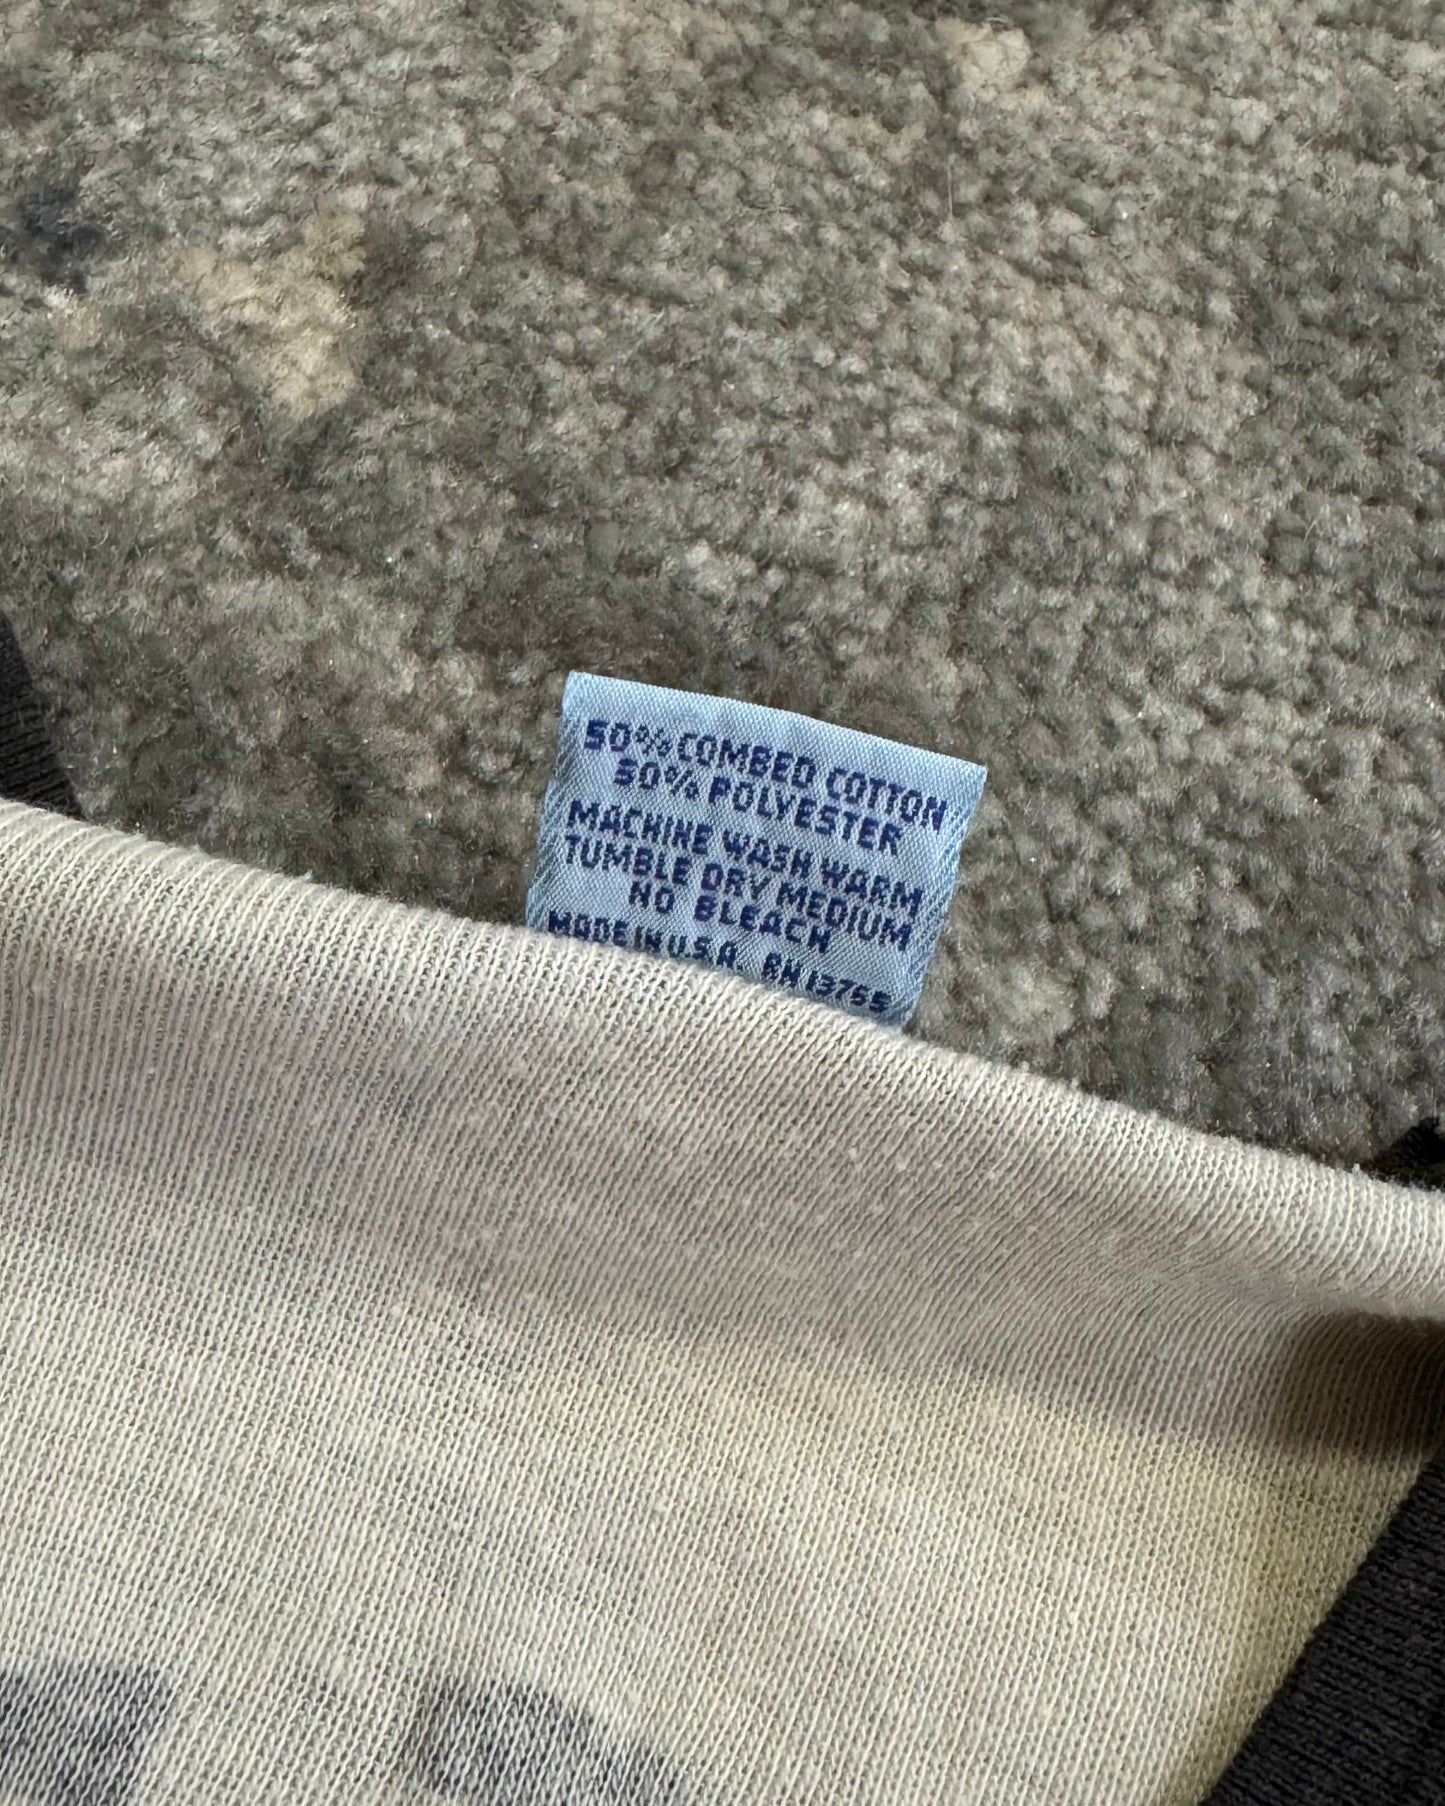 50% COMBED COTTON
50% POLYESTER
MACHINE WASH WARM
TUMBLE DRY MEDIUM
NO BLEACH
MADE IN U.S.A. RN 13765